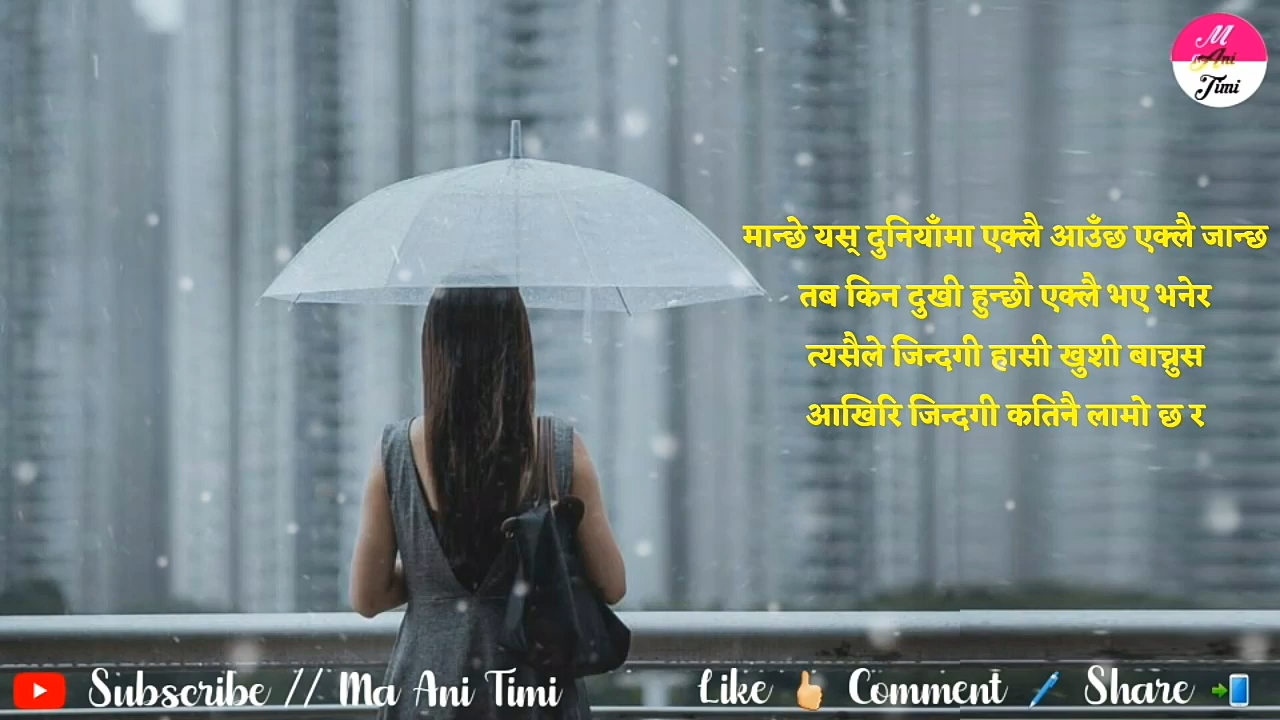 M
Ani
Timi
मान्छे यस् दुनियाँमा एक्लै आउँछ एक्लै जान्छ
तब किन दुखी हुन्छौ एक्लै भए भनेर
त्यसैले जिन्दगी हासी खुशी बाच्नुस
आखिरि जिन्दगी कतिनै लामो छ र
Subscribe // Ma Ani Timi
Like Comment Share